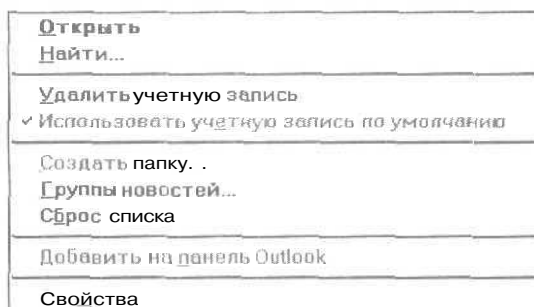 Открыть
Найти...
Удалить учетную запись
✓ Использовать учетную запись по умолчанию
Создать папку. .
Группы новостей...
Сброс списка
Добавить на панель Outlook
Свойства